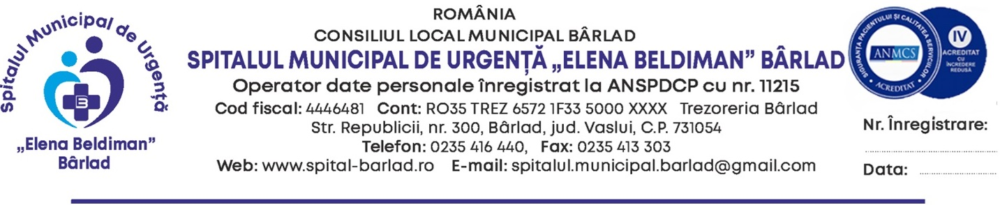 Spitalul Municipal de Urgență
B
„Elena Beldiman”
Bârlad
ROMÂNIA
CONSILIUL LOCAL MUNICIPAL BÂRLAD
SPITALUL MUNICIPAL DE URGENȚĂ „ELENA BELDIMAN” BÂRLAD
Operator date personale înregistrat la ANSPDCP cu nr. 11215
Cod fiscal: 4446481 Cont: RO35 TREZ 6572 1F33 5000 XXXX Trezoreria Bârlad
Str. Republicii, nr. 300, Bârlad, jud. Vaslui, C.P. 731054
Telefon: 0235 416 440, Fax: 0235 413 303
Web: www.spital-barlad.ro E-mail: spitalul.municipal.barlad@gmail.com
SIGURANȚA PACIENTULUI ȘI CALITATEA SERVICIILOR
ANMCS
ACREDITAT
IV
ACREDITAT
CU
ÎNCREDERE
REDUSĂ
Nr. Înregistrare:
Data: